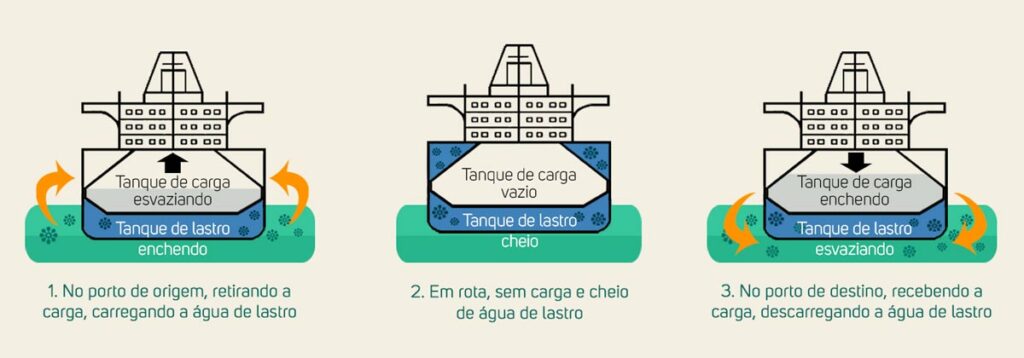 Tanque de carga
esvaziando
Tanque de lastro
enchendo
1. No porto de origem, retirando a
carga, carregando a água de lastro
Tanque de carga
vazio
Tanque de lastro
cheio
2. Em rota, sem carga e cheio
de água de lastro
Tanque de carga
enchendo
Tanque de lastro
esvaziando
3. No porto de destino, recebendo a
carga, descarregando a água de lastro